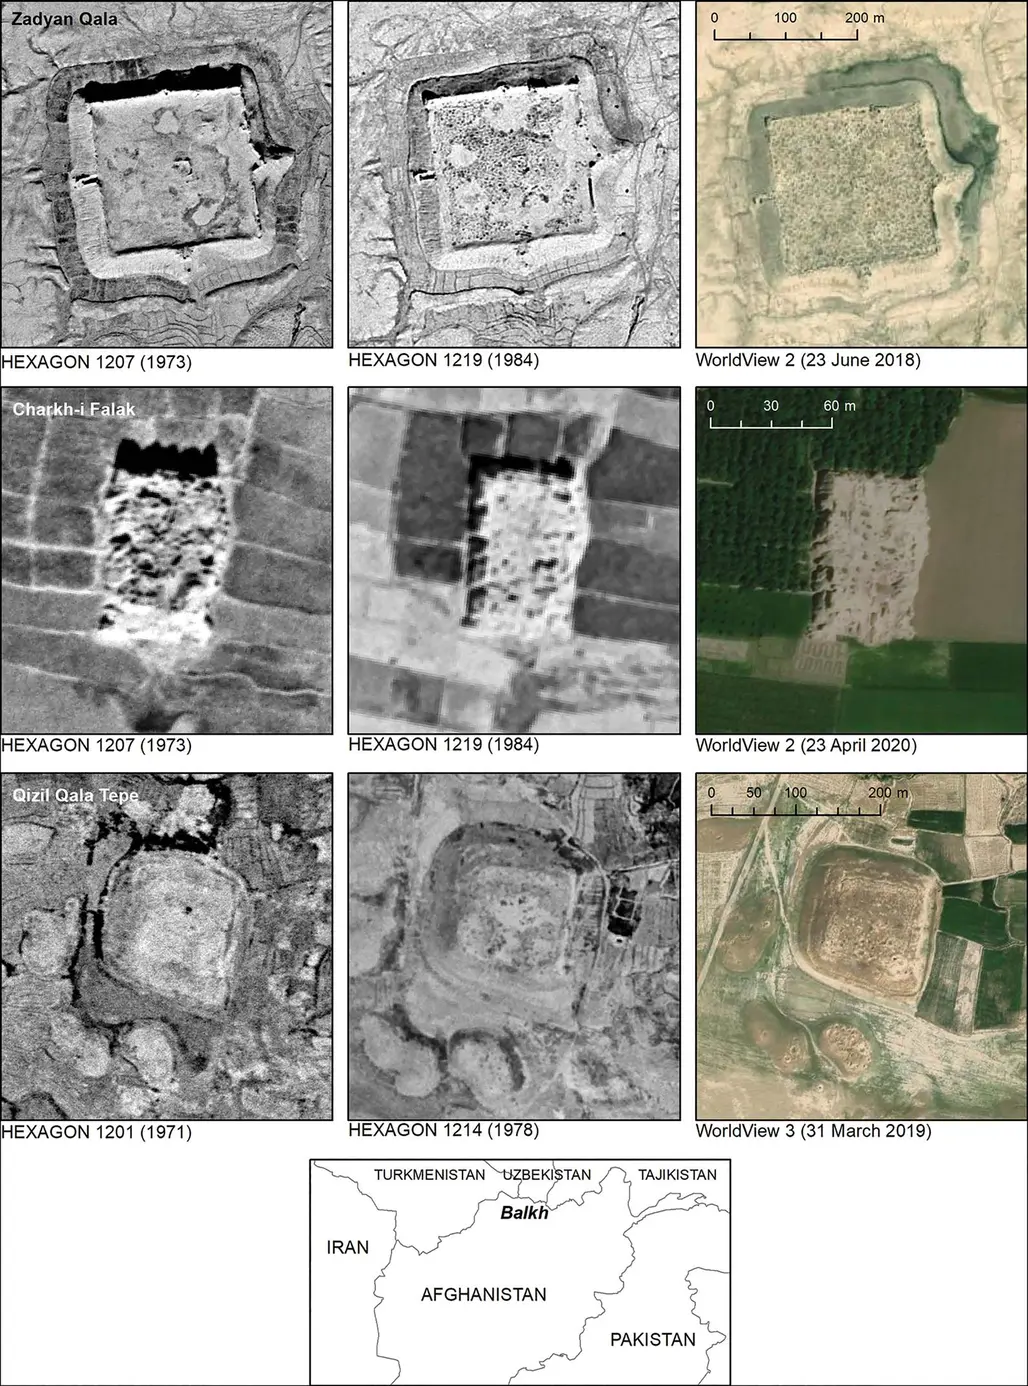 Zadyan Qala
0 100 200 m
HEXAGON 1207 (1973)
HEXAGON 1219 (1984)
WorldView 2 (23 June 2018)
Charkh-i Falak
0 30 60 m
HEXAGON 1207 (1973)
HEXAGON 1219 (1984)
WorldView 2 (23 April 2020)
Qizil Qala Tepe
0 50 100 200 m
HEXAGON 1201 (1971)
HEXAGON 1214 (1978)
WorldView 3 (31 March 2019)
TURKMENISTAN UZBEKISTAN TAJIKISTAN
Balkh
IRAN
AFGHANISTAN
PAKISTAN